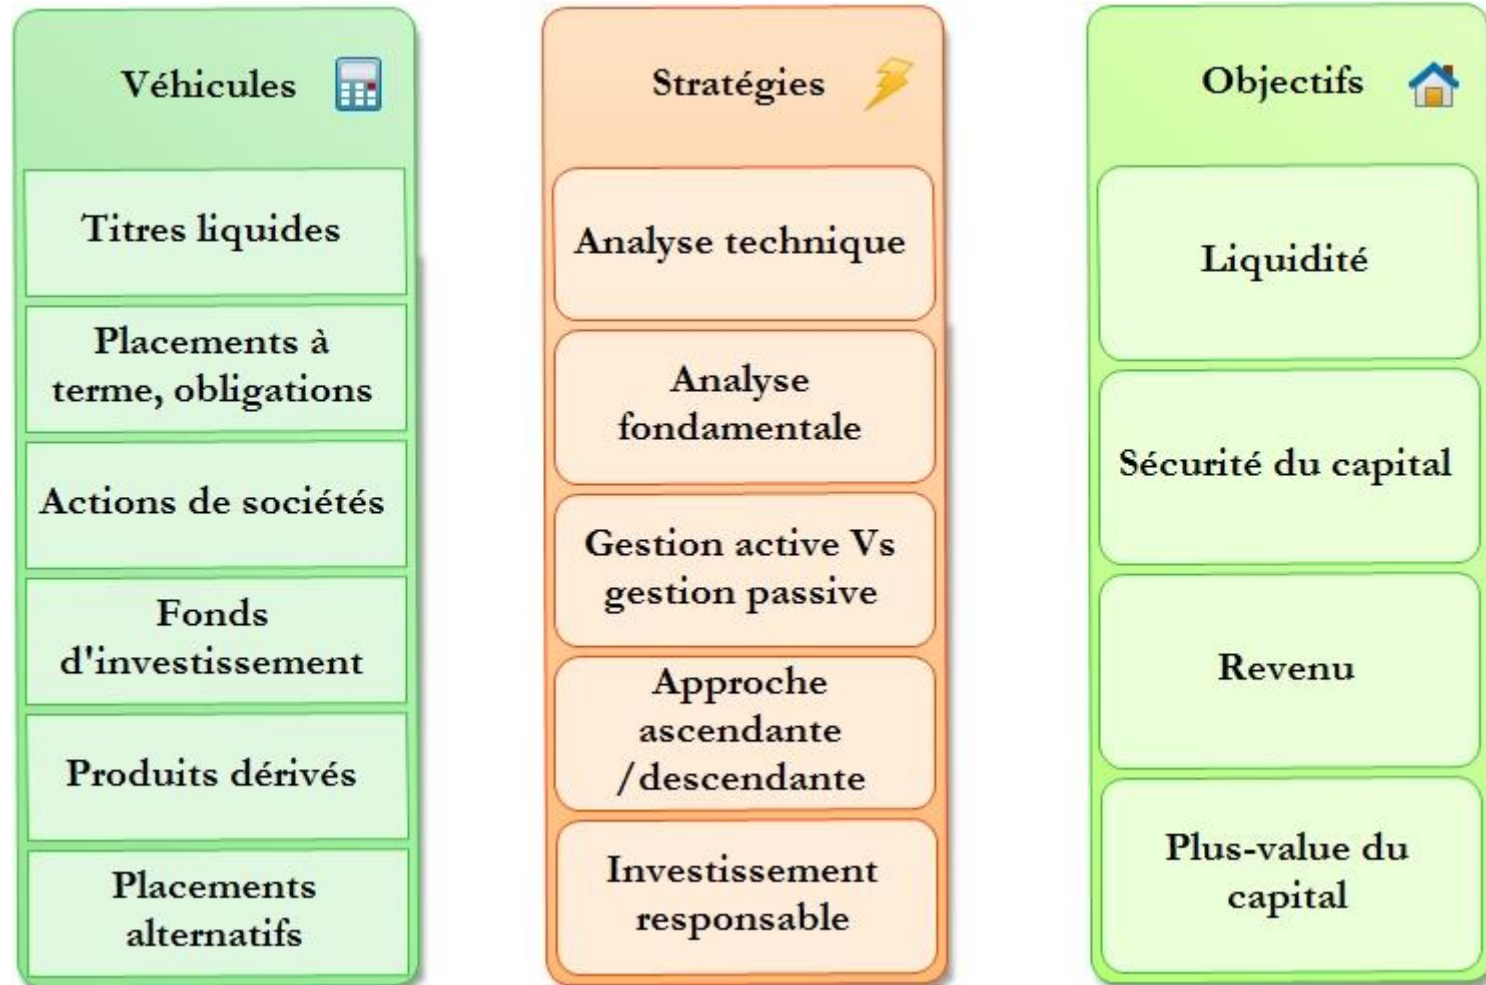 Véhicules
Titres liquides
Placements à
terme, obligations
Actions de sociétés
Fonds
d'investissement
Produits dérivés
Placements
alternatifs
Stratégies
Analyse technique
Analyse
fondamentale
Gestion active Vs
gestion passive
Approche
ascendante
/descendante
Investissement
responsable
Objectifs
Liquidité
Sécurité du capital
Revenu
Plus-value du
capital